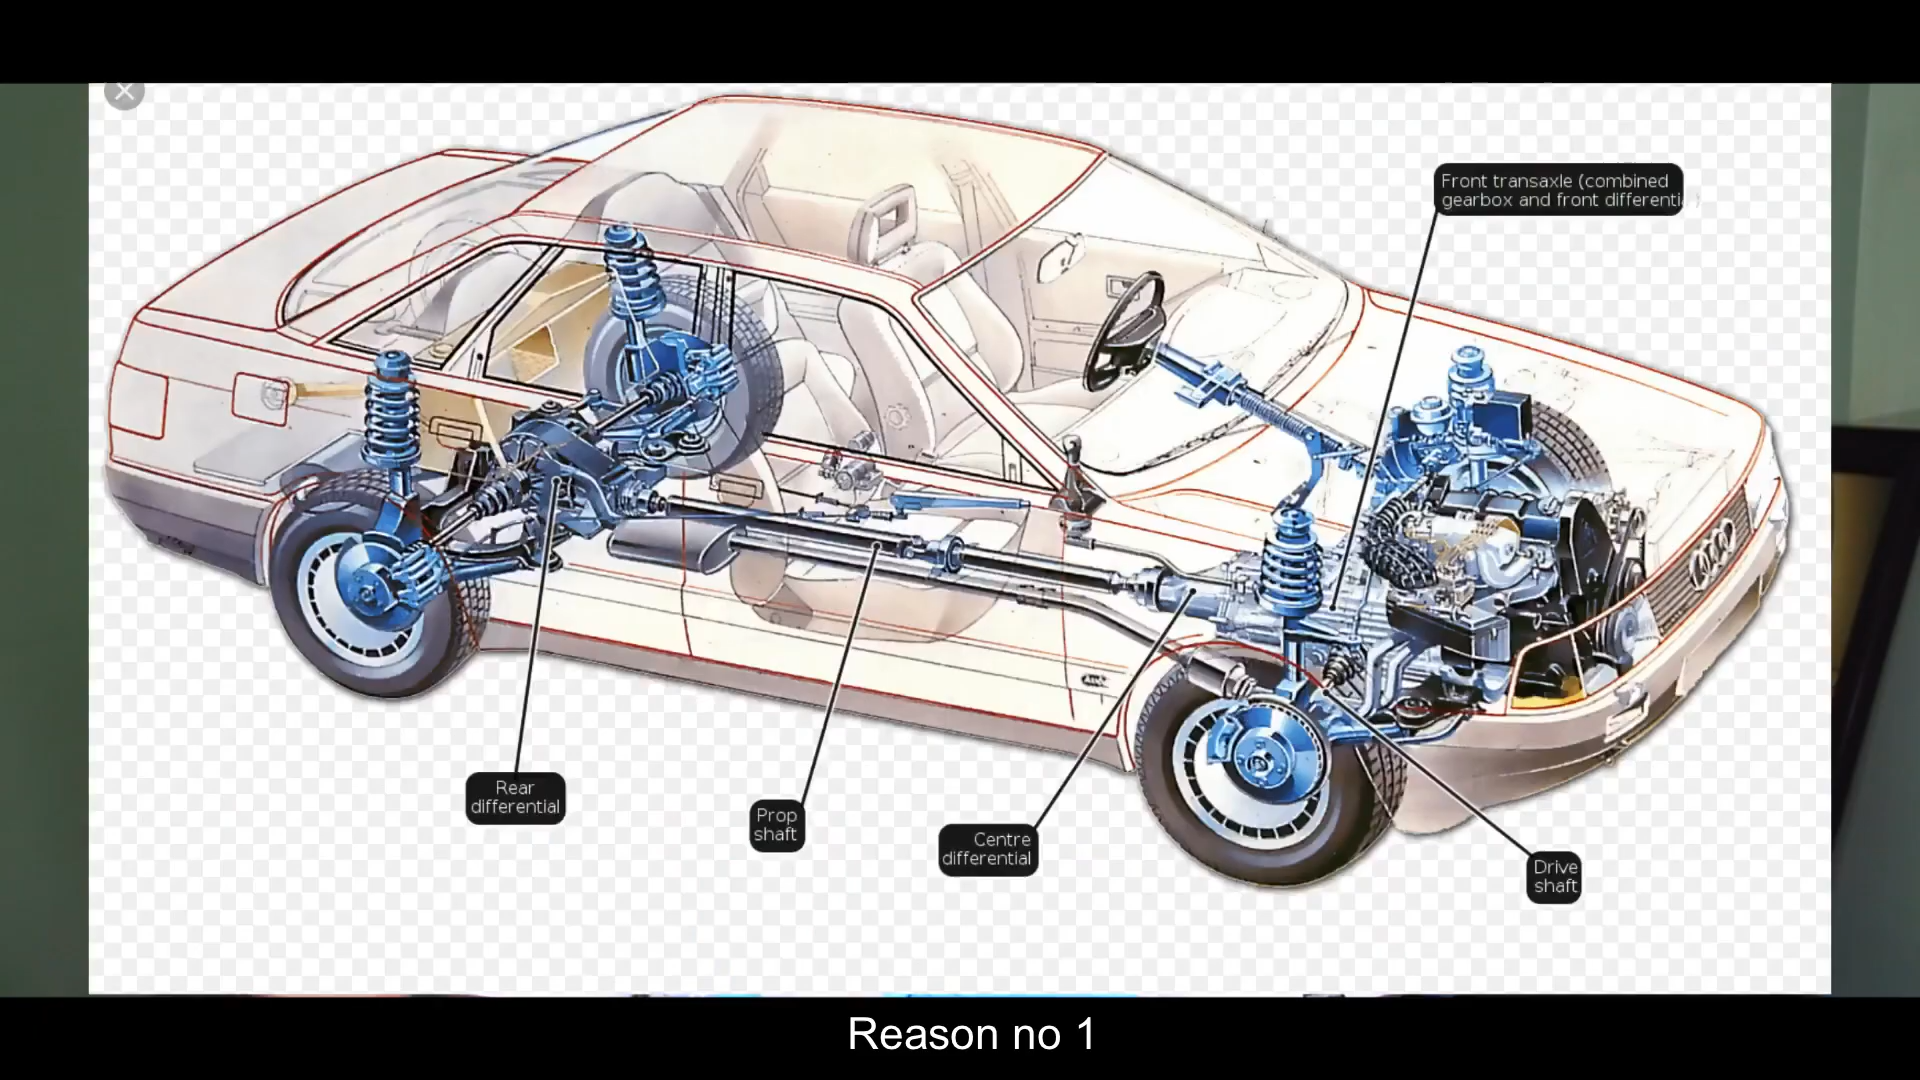 Front transaxle (combined
gearbox and front differenti
Rear
differential
Prop
shaft
Centre
differential
Drive
shaft
Reason no 1